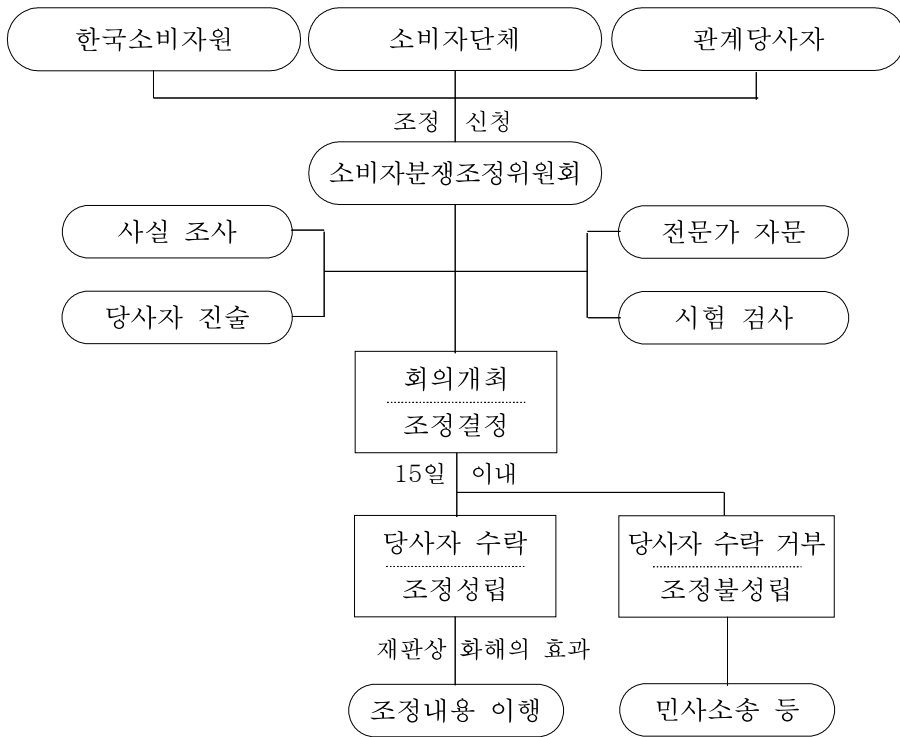 한국소비자원
소비자단체
관계당사자
조정 신청
소비자분쟁조정위원회
사실 조사
전문가 자문
당사자 진술
시험 검사
회의개최
조정결정
15일 이내
당사자 수락
조정성립
당사자 수락 거부
조정불성립
재판상 화해의 효과
조정내용 이행
민사소송 등